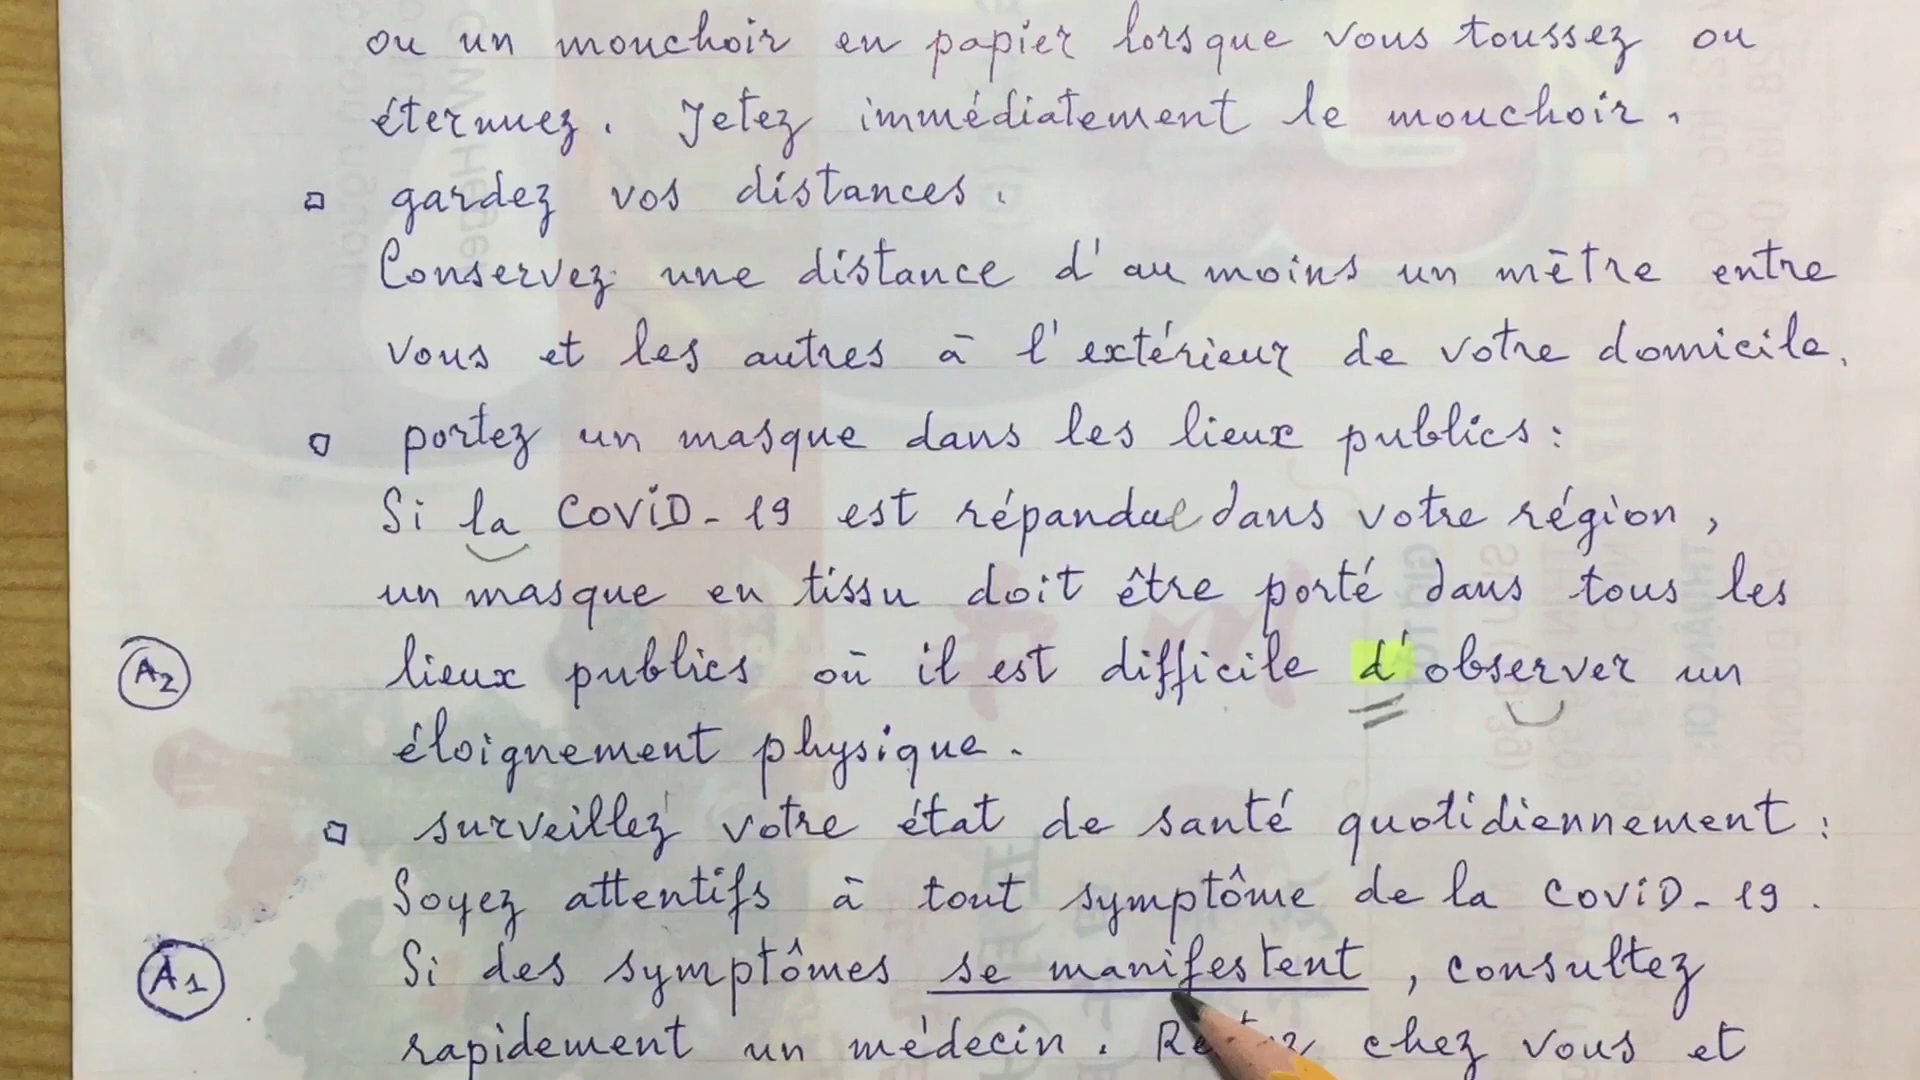 ou un mouchoir en papier lorsque vous toussez ou
éternuez. Jetez immédiatement le mouchoir.
▫ gardez vos distances.
Conservez une distance d'au moins un mètre entre
vous et les autres à l'extérieur de votre domicile.
▫ portez un masque dans les lieux publics :
Si la COVID-19 est répandue dans votre région,
un masque en tissu doit être porté dans tous les
A2 lieux publics où il est difficile d'observer un
éloignement physique.
▫ surveillez votre état de santé quotidiennement :
Soyez attentifs à tout symptôme de la COVID-19.
A1 Si des symptômes se manifestent, consultez
rapidement un médecin. chez vous et